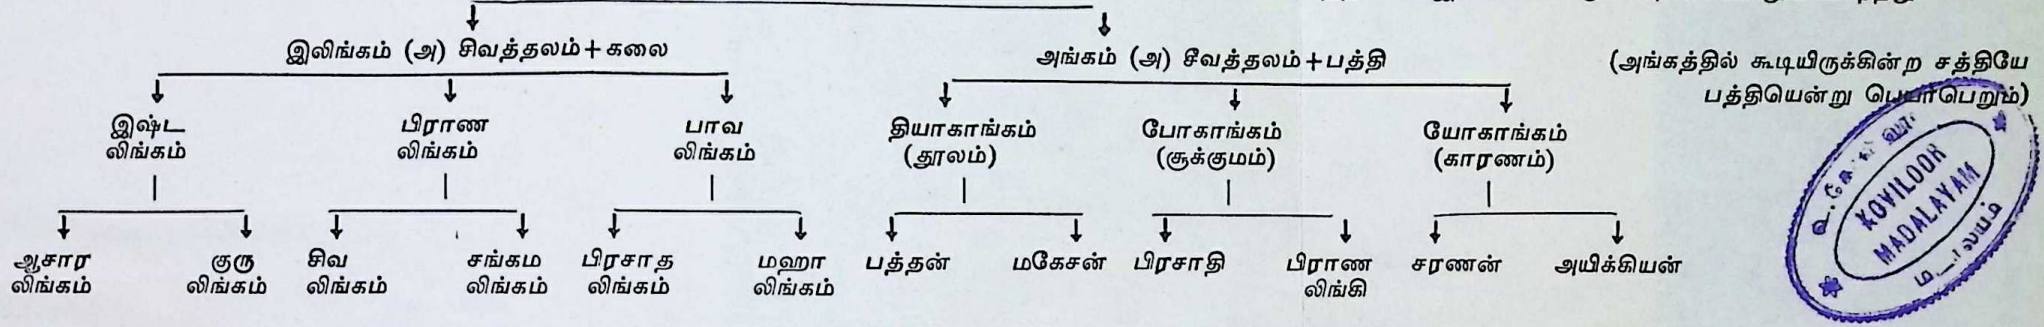 இலிங்கம் (அ) சிவத்தலம்+கலை
அங்கம் (அ) சீவத்தலம்+பத்தி
(அங்கத்தில் கூடியிருக்கின்ற சத்தியே
பத்தியென்று பெயர்பெறும்)
இஷ்ட
லிங்கம்
பிராண
லிங்கம்
பாவ
லிங்கம்
தியாகாங்கம்
(தூலம்)
போகாங்கம்
(சூக்குமம்)
யோகாங்கம்
(காரணம்)
ஆசார
லிங்கம்
குரு
லிங்கம்
சிவ
லிங்கம்
சங்கம
லிங்கம்
பிரசாத
லிங்கம்
மஹா
லிங்கம்
பத்தன்
மகேசன்
பிரசாதி
பிராண
லிங்கி
சரணன்
அயிக்கியன்
KOVILOOR
MADALAYAM